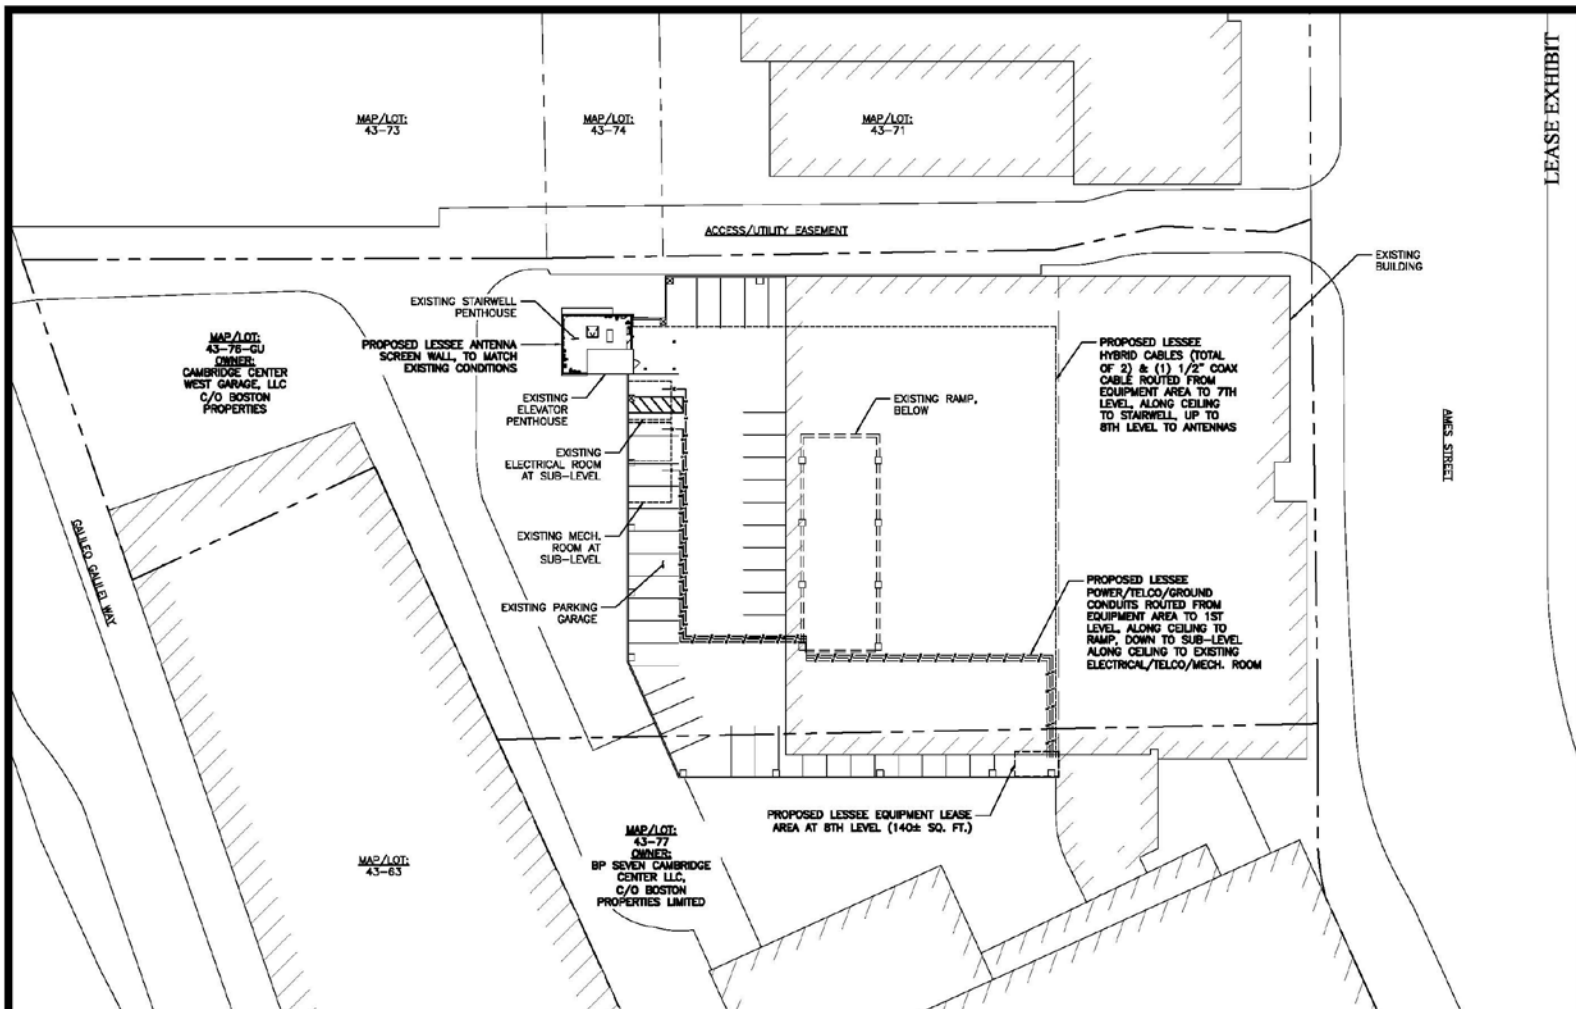 LEASE EXHIBIT
MAP/LOT:
43-73
MAP/LOT:
43-74
MAP/LOT:
43-71
ACCESS/UTILITY EASEMENT
EXISTING
BUILDING
EXISTING STAIRWELL
PENTHOUSE
PROPOSED LESSEE ANTENNA
SCREEN WALL, TO MATCH
EXISTING CONDITIONS
MAP/LOT:
43-76-GU
OWNER:
CAMBRIDGE CENTER
WEST GARAGE, LLC
C/O BOSTON
PROPERTIES
EXISTING
ELEVATOR
PENTHOUSE
EXISTING RAMP,
BELOW
PROPOSED LESSEE
HYBRID CABLES (TOTAL
OF 2) & (1) 1/2" COAX
CABLE ROUTED FROM
EQUIPMENT AREA TO 7TH
LEVEL, ALONG CEILING
TO STAIRWELL, UP TO
8TH LEVEL TO ANTENNAS
AMES STREET
EXISTING
ELECTRICAL ROOM
AT SUB-LEVEL
EXISTING MECH.
ROOM AT
SUB-LEVEL
GALILEO GALILEI WAY
EXISTING PARKING
GARAGE
PROPOSED LESSEE
POWER/TELCO/GROUND
CONDUITS ROUTED FROM
EQUIPMENT AREA TO 1ST
LEVEL, ALONG CEILING TO
RAMP, DOWN TO SUB-LEVEL
ALONG CEILING TO EXISTING
ELECTRICAL/TELCO/MECH. ROOM
PROPOSED LESSEE EQUIPMENT LEASE
AREA AT 8TH LEVEL (140± SQ. FT.)
MAP/LOT:
43-77
OWNER:
BP SEVEN CAMBRIDGE
CENTER LLC,
C/O BOSTON
PROPERTIES LIMITED
MAP/LOT:
43-63